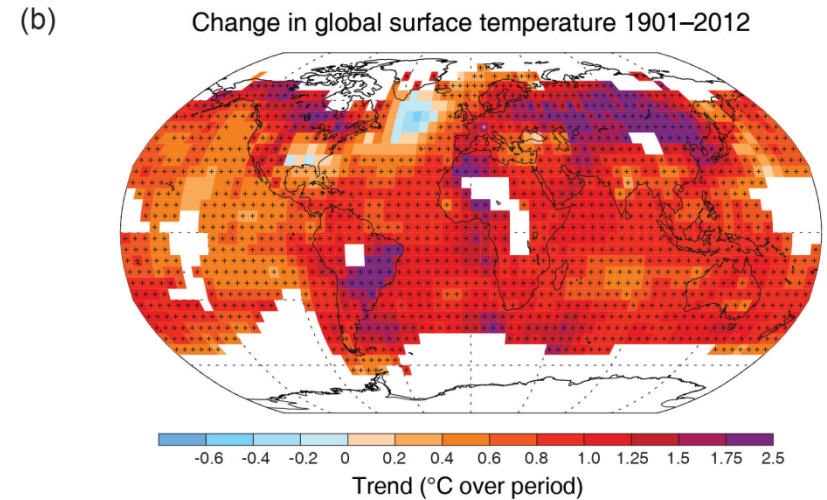 (b)
Change in global surface temperature 1901–2012
-0.6 -0.4 -0.2 0 0.2 0.4 0.6 0.8 1.0 1.25 1.5 1.75 2.5
Trend (°C over period)